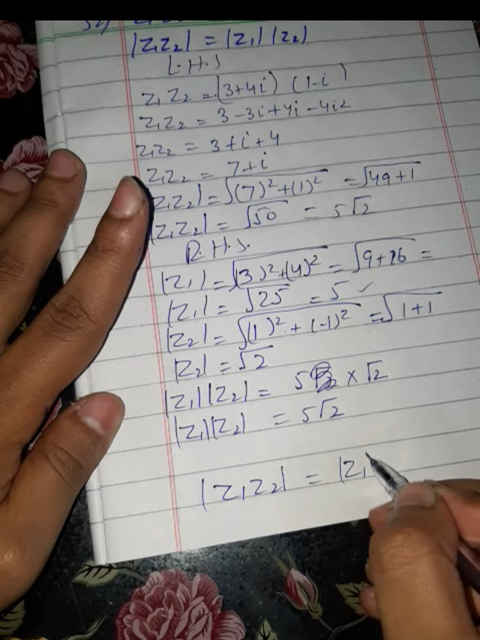 |Z₁Z₂| = |Z₁| |Z₂|
L.H.S
Z₁Z₂ = (3+4i) (1-i)
Z₁Z₂ = 3-3i+4i-4i2
Z₁Z₂ = 3+i+4
Z₁Z₂ = 7+i
|Z₁Z₂| = √(7)²+(1)² = √49+1
|Z₁Z₂| = √50 = 5√2
R.H.S.
|Z₁| = √(3)²+(4)² = √9+16 =
|Z₁| = √25 = 5
|Z₂| = √(1)²+(-1)² = √1+1
|Z₂| = √2
|Z₁||Z₂| = 5 × √2
|Z₁||Z₂| = 5√2
|Z₁Z₂| = |Z₁